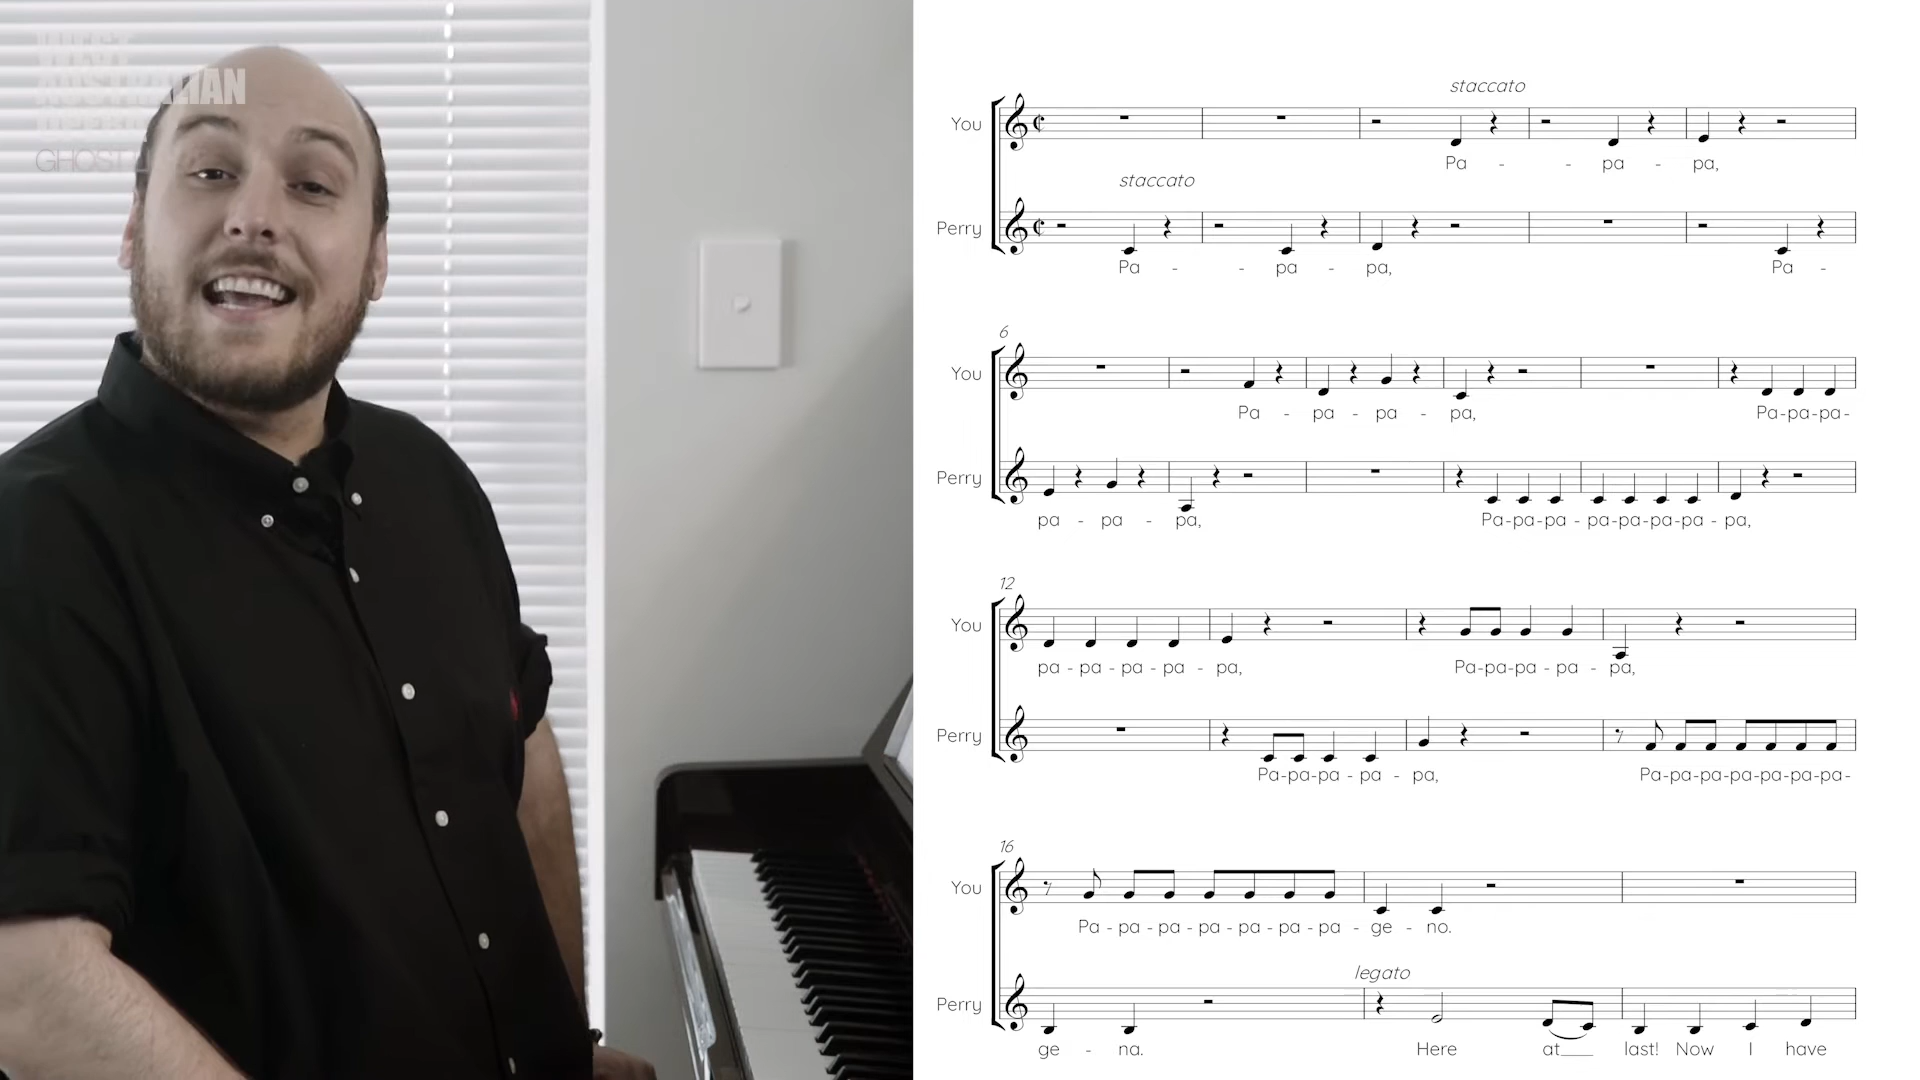 WEST
AUSTRALIAN
OPERA
GHOST
staccato
You
Pa - - pa - pa,
staccato
Perry
Pa - - pa - pa, Pa -
6
You
Pa - pa - pa - pa, Pa-pa-pa-
Perry
pa - pa - pa, Pa-pa-pa-pa-pa-pa-pa-pa,
12
You
pa-pa-pa-pa-pa, Pa-pa-pa-pa-pa,
Perry
Pa-pa-pa-pa-pa, Pa-pa-pa-pa-pa-pa-pa-
16
You
Pa-pa-pa-pa-pa-pa-pa-ge-no.
legato
Perry
ge - na. Here at___ last! Now I have